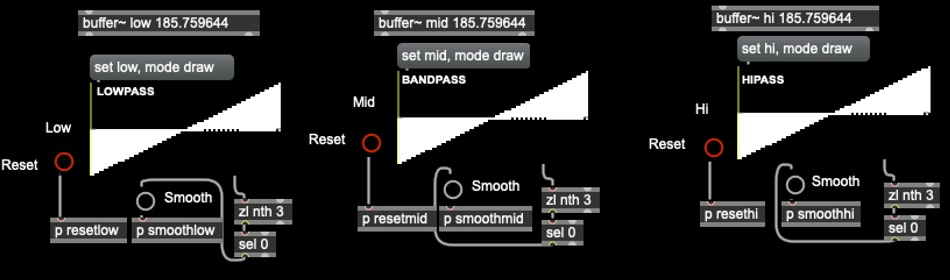 buffer~ low 185.759644
set low, mode draw
LOWPASS
Low
Reset
Smooth
zl nth 3
p resetlow
p smoothlow
sel 0
buffer~ mid 185.759644
set mid, mode draw
BANDPASS
Mid
Reset
Smooth
zl nth 3
p resetmid
p smoothmid
sel 0
buffer~ hi 185.759644
set hi, mode draw
HIPASS
Hi
Reset
Smooth
zl nth 3
p resethi
p smoothhi
sel 0